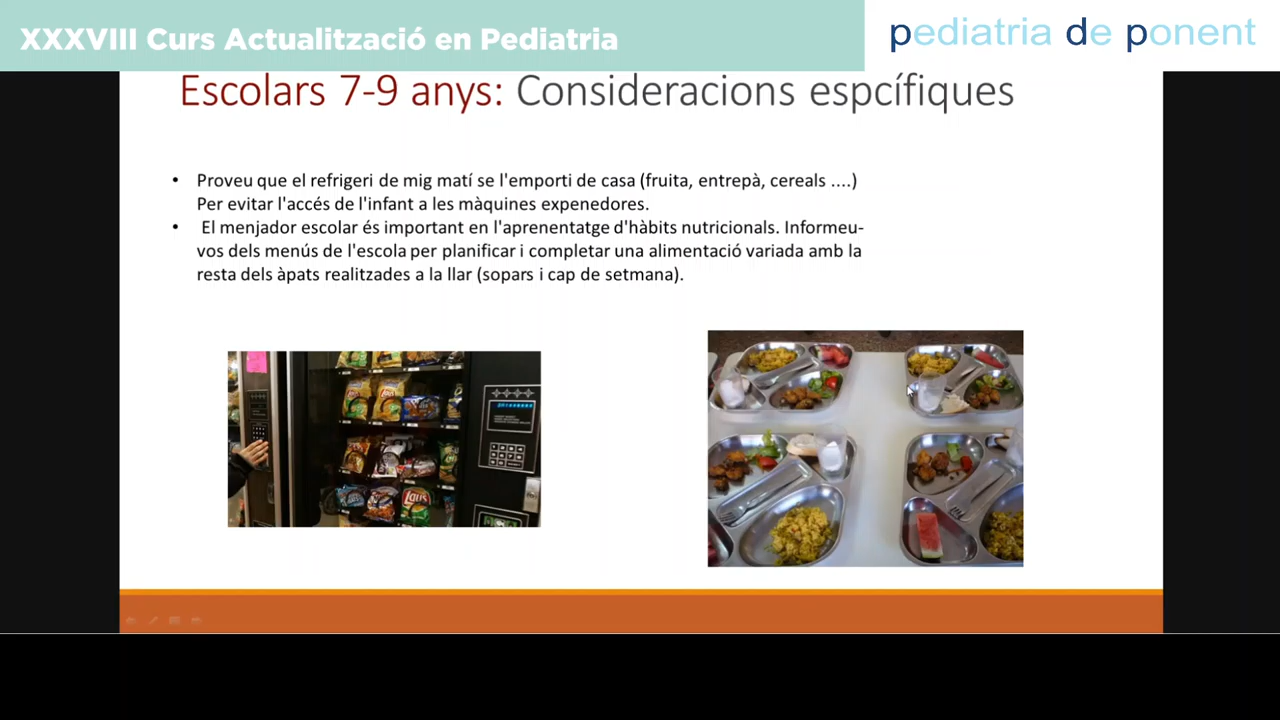 XXXVIII Curs Actualització en Pediatria
pediatria de ponent
Escolars 7-9 anys: Consideracions espcífiques
• Proveu que el refrigeri de mig matí se l'emporti de casa (fruita, entrepà, cereals ....)
Per evitar l'accés de l'infant a les màquines expenedores.
• El menjador escolar és important en l'aprenentatge d'hàbits nutricionals. Informeu-
vos dels menús de l'escola per planificar i completar una alimentació variada amb la
resta dels àpats realitzades a la llar (sopars i cap de setmana).
Lay's